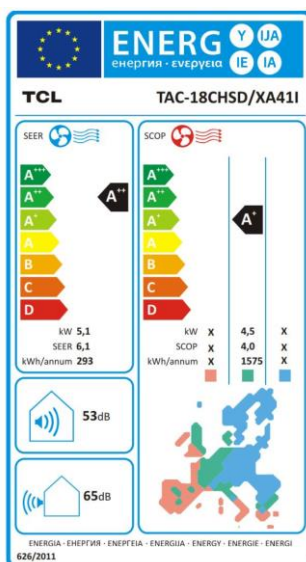 ENERG Y IJA
енергия · ενεργεια IE IA
TCL TAC-18CHSD/XA41I
SEER SCOP
A+++ A+++
A++ A++ A++
A+ A+ A+
A A
B B
C C
D D
kW 5,1 kW X 4,5 X
SEER 6,1 SCOP X 4,0 X
kWh/annum 293 kWh/annum X 1575 X
53dB
65dB
ENERGIA · ЕНЕРГИЯ · ΕΝΕΡΓΕΙΑ · ENERGIJA · ENERGY · ENERGIE · ENERGI
626/2011